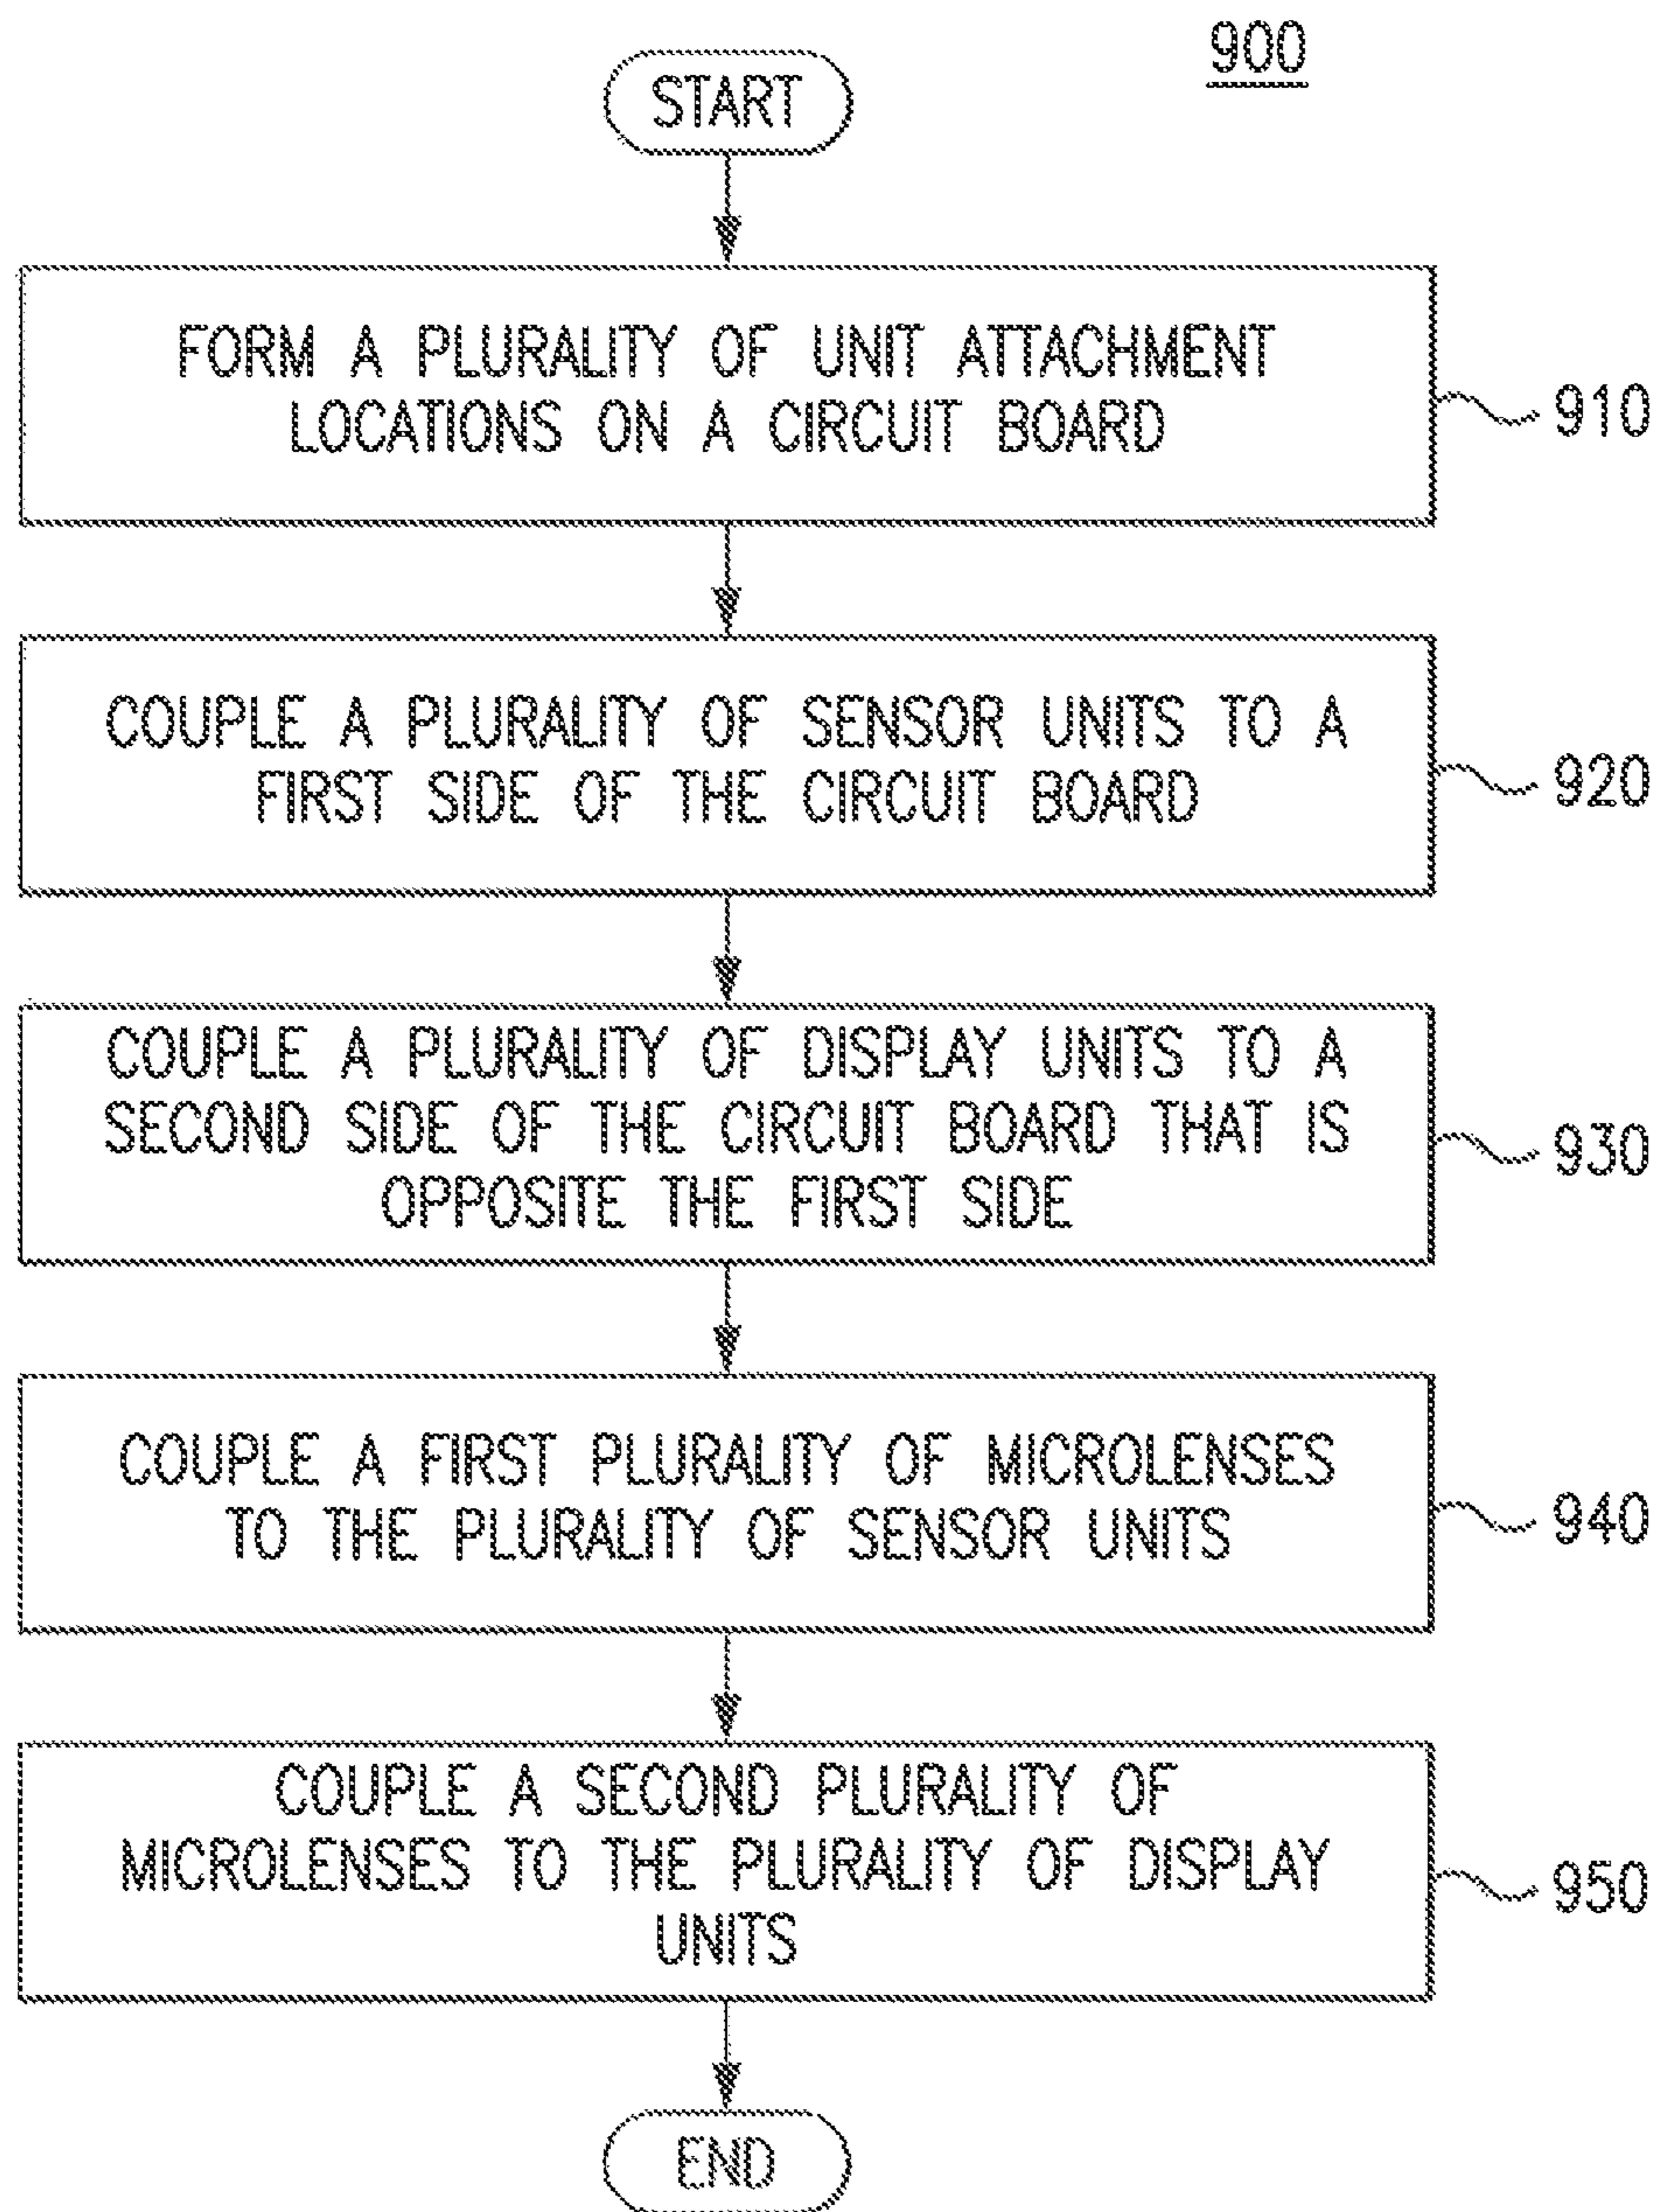 900
START
FORM A PLURALITY OF UNIT ATTACHMENT
LOCATIONS ON A CIRCUIT BOARD
910
COUPLE A PLURALITY OF SENSOR UNITS TO A
FIRST SIDE OF THE CIRCUIT BOARD
920
COUPLE A PLURALITY OF DISPLAY UNITS TO A
SECOND SIDE OF THE CIRCUIT BOARD THAT IS
OPPOSITE THE FIRST SIDE
930
COUPLE A FIRST PLURALITY OF MICROLENSES
TO THE PLURALITY OF SENSOR UNITS
940
COUPLE A SECOND PLURALITY OF
MICROLENSES TO THE PLURALITY OF DISPLAY
UNITS
950
END